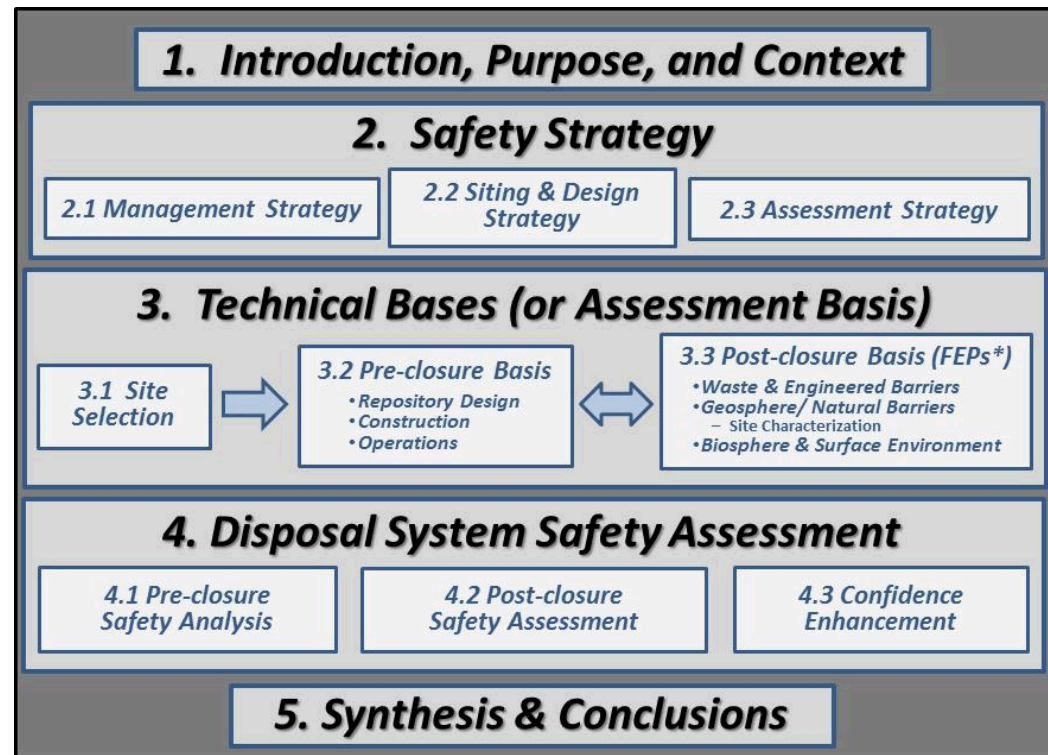 1. Introduction, Purpose, and Context
2. Safety Strategy
2.1 Management Strategy
2.2 Siting & Design
Strategy
2.3 Assessment Strategy
3. Technical Bases (or Assessment Basis)
3.1 Site
Selection
3.2 Pre-closure Basis
•Repository Design
•Construction
•Operations
3.3 Post-closure Basis (FEPs*)
•Waste & Engineered Barriers
•Geosphere/ Natural Barriers
– Site Characterization
•Biosphere & Surface Environment
4. Disposal System Safety Assessment
4.1 Pre-closure
Safety Analysis
4.2 Post-closure
Safety Assessment
4.3 Confidence
Enhancement
5. Synthesis & Conclusions